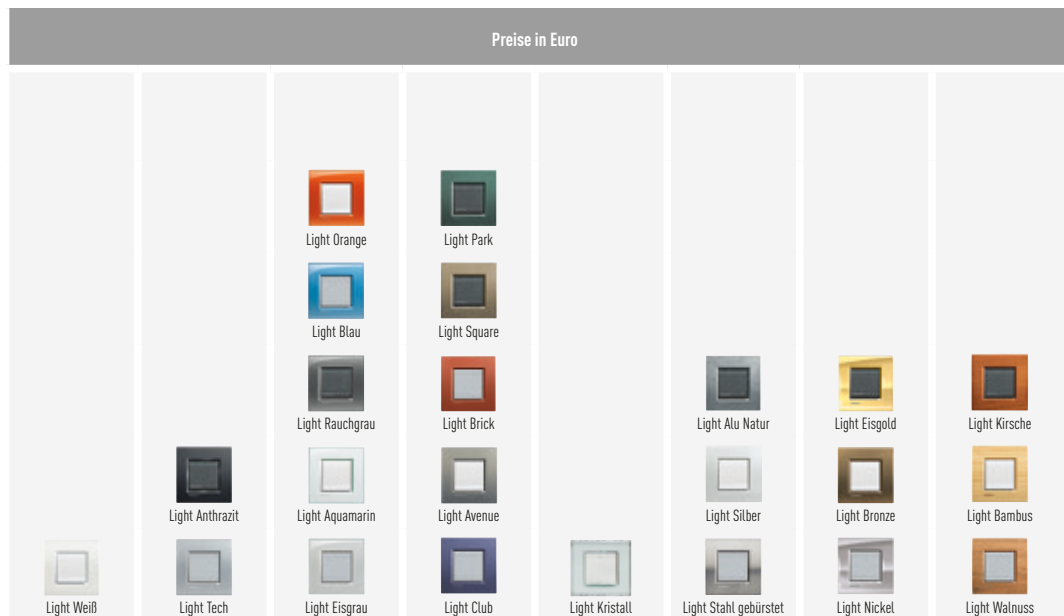 Preise in Euro
Light Orange
Light Park
Light Blau
Light Square
Light Rauchgrau
Light Brick
Light Alu Natur
Light Eisgold
Light Kirsche
Light Anthrazit
Light Aquamarin
Light Avenue
Light Silber
Light Bronze
Light Bambus
Light Weiß
Light Tech
Light Eisgrau
Light Club
Light Kristall
Light Stahl gebürstet
Light Nickel
Light Walnuss